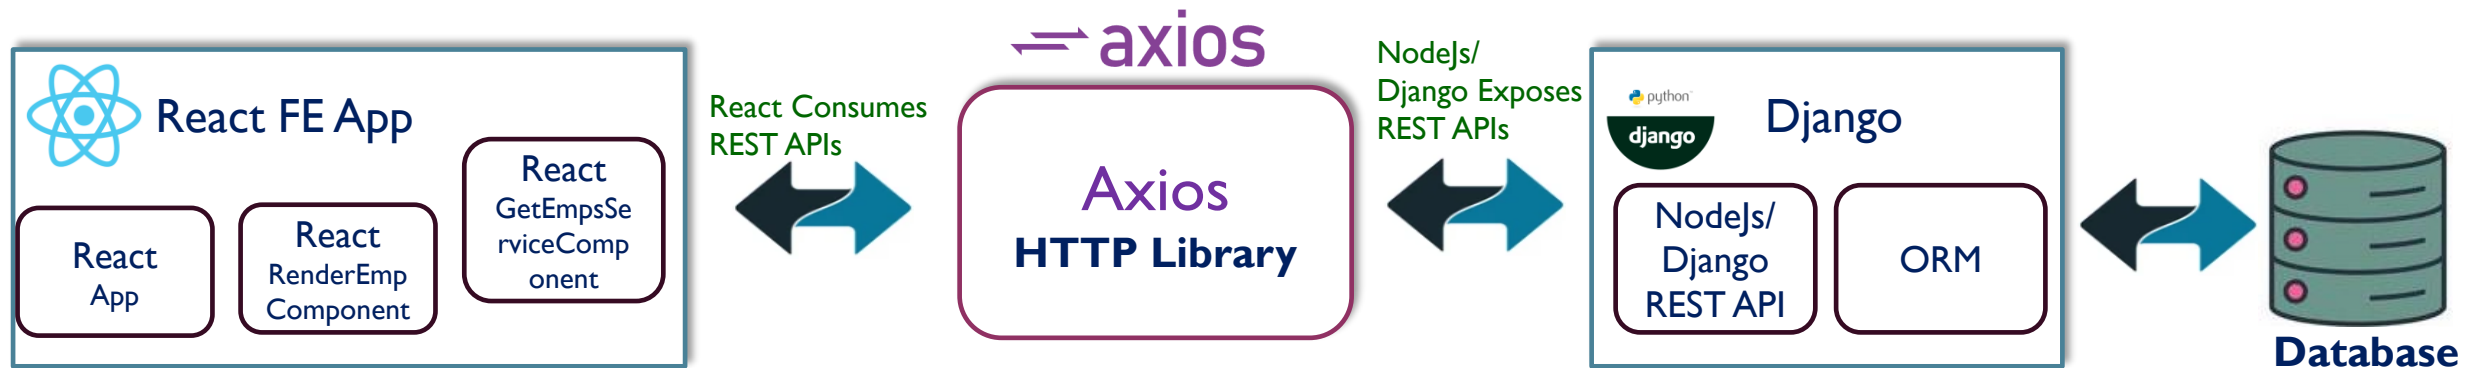 React FE App
React
App
React
RenderEmp
Component
React
GetEmpsSe
rviceComp
onent
React Consumes
REST APIs
axios
Axios
HTTP Library
NodeJs/
Django Exposes
REST APIs
python
django
Django
NodeJs/
Django
REST API
ORM
Database